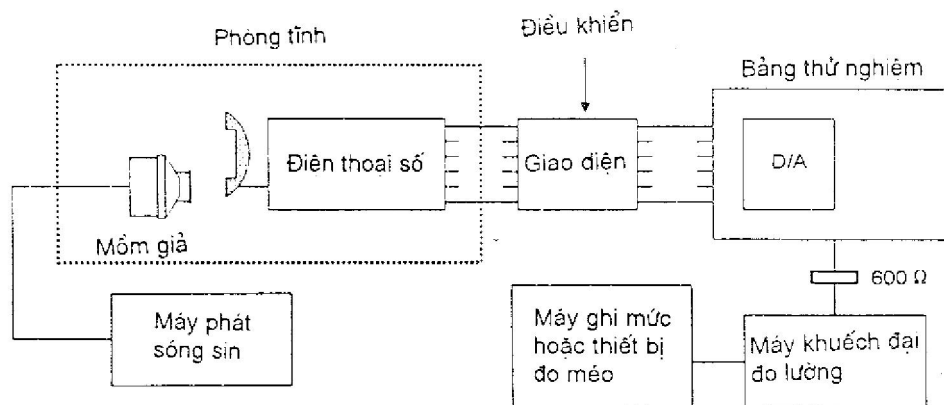 Phòng tĩnh
Điều khiển
Bảng thử nghiệm
Điên thoại số
Giao diện
D/A
Mồm giả
600 Ω
Máy phát
sóng sin
Máy ghi mức
hoặc thiết bị
đo méo
Máy khuếch đại
đo lường